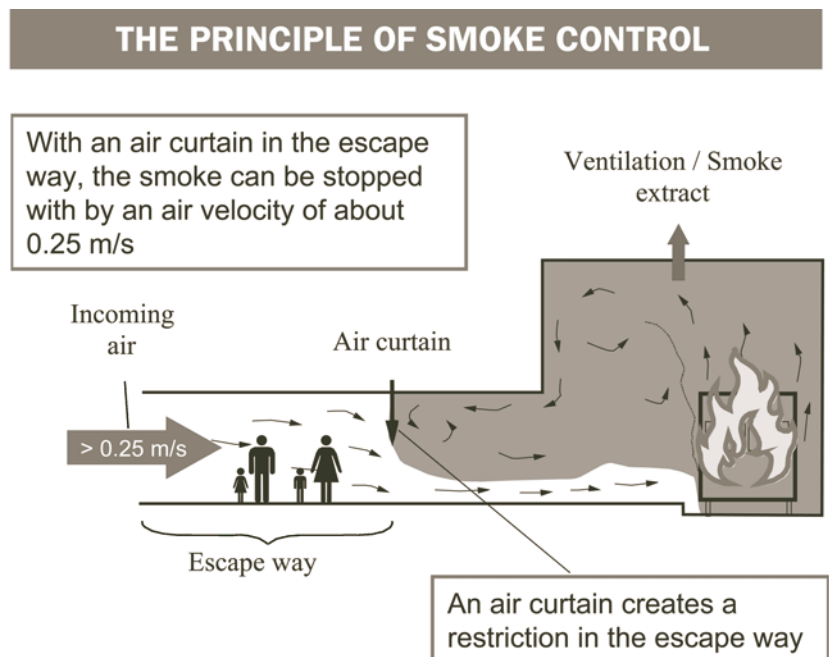 THE PRINCIPLE OF SMOKE CONTROL
With an air curtain in the escape
way, the smoke can be stopped
with by an air velocity of about
0.25 m/s
Ventilation / Smoke
extract
Incoming
air
Air curtain
> 0.25 m/s
Escape way
An air curtain creates a
restriction in the escape way